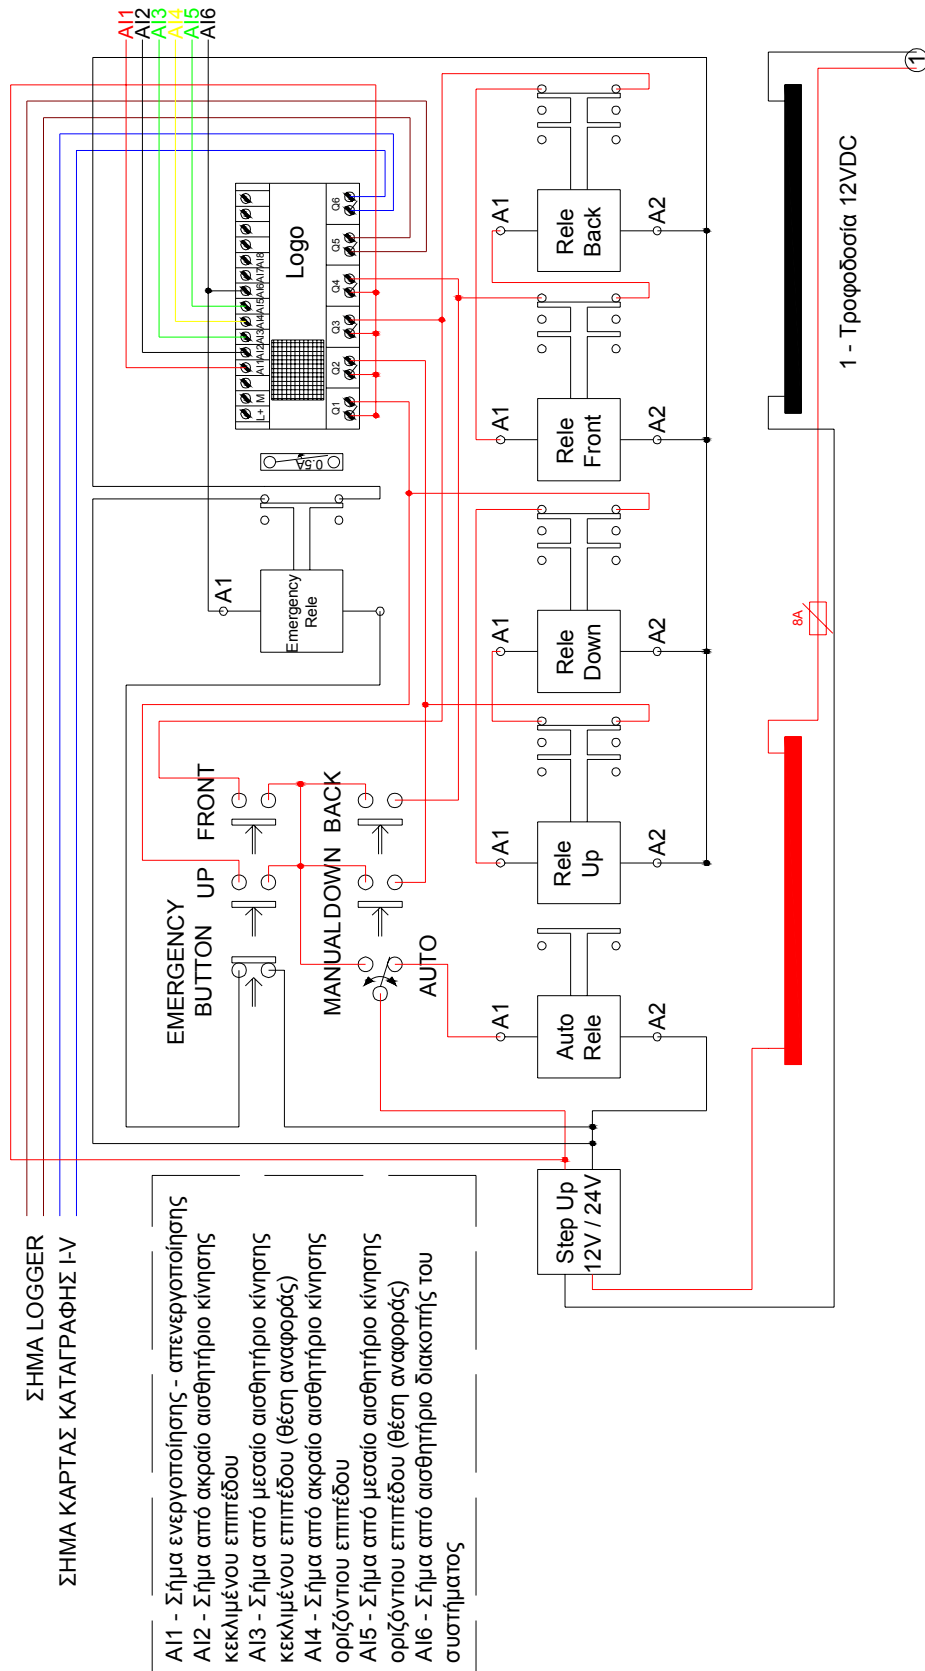 ΣΗΜΑ LOGGER
ΣΗΜΑ ΚΑΡΤΑΣ ΚΑΤΑΓΡΑΦΗΣ I-V
AI1
AI2
AI3
AI4
AI5
AI6
L+ M AI1 AI2 AI3 AI4 AI5 AI6 AI7 AI8
Logo
Q1 Q2 Q3 Q4 Q5 Q6
0.5A
A1
Emergency
Rele
EMERGENCY
BUTTON
UP
FRONT
MANUAL
DOWN
BACK
AUTO
A1
Auto
Rele
A2
A1
Rele
Up
A2
A1
Rele
Down
A2
A1
Rele
Front
A2
A1
Rele
Back
A2
Step Up
12V / 24V
8A
1
1 - Τροφοδοσία 12VDC
AI1 - Σήμα ενεργοποίησης - απενεργοποίησης
AI2 - Σήμα από ακραίο αισθητήριο κίνησης
κεκλιμένου επιπέδου
AI3 - Σήμα από μεσαίο αισθητήριο κίνησης
κεκλιμένου επιπέδου (θέση αναφοράς)
AI4 - Σήμα από ακραίο αισθητήριο κίνησης
οριζόντιου επιπέδου
AI5 - Σήμα από μεσαίο αισθητήριο κίνησης
οριζόντιου επιπέδου (θέση αναφοράς)
AI6 - Σήμα από αισθητήριο διακοπής του
συστήματος